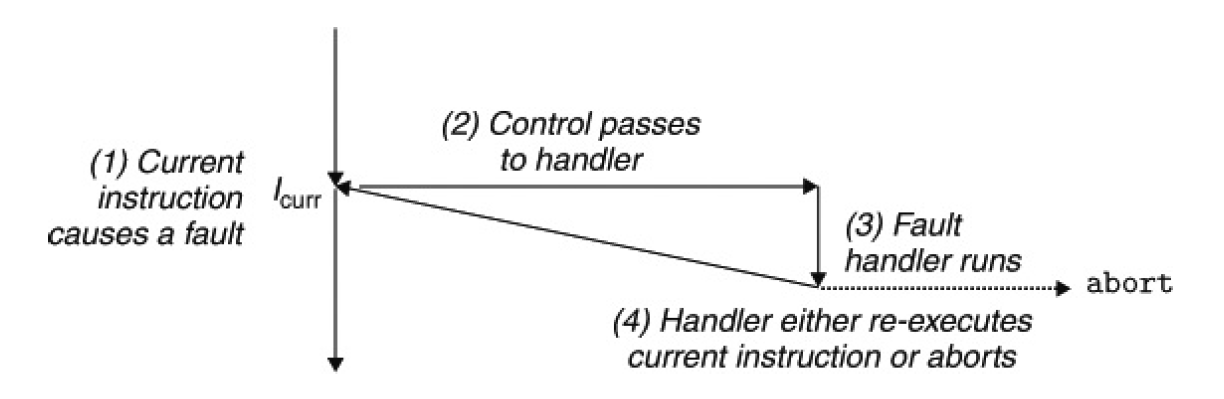 (2) Control passes
to handler
(1) Current
instruction
causes a fault
Icurr
(3) Fault
handler runs
abort
(4) Handler either re-executes
current instruction or aborts